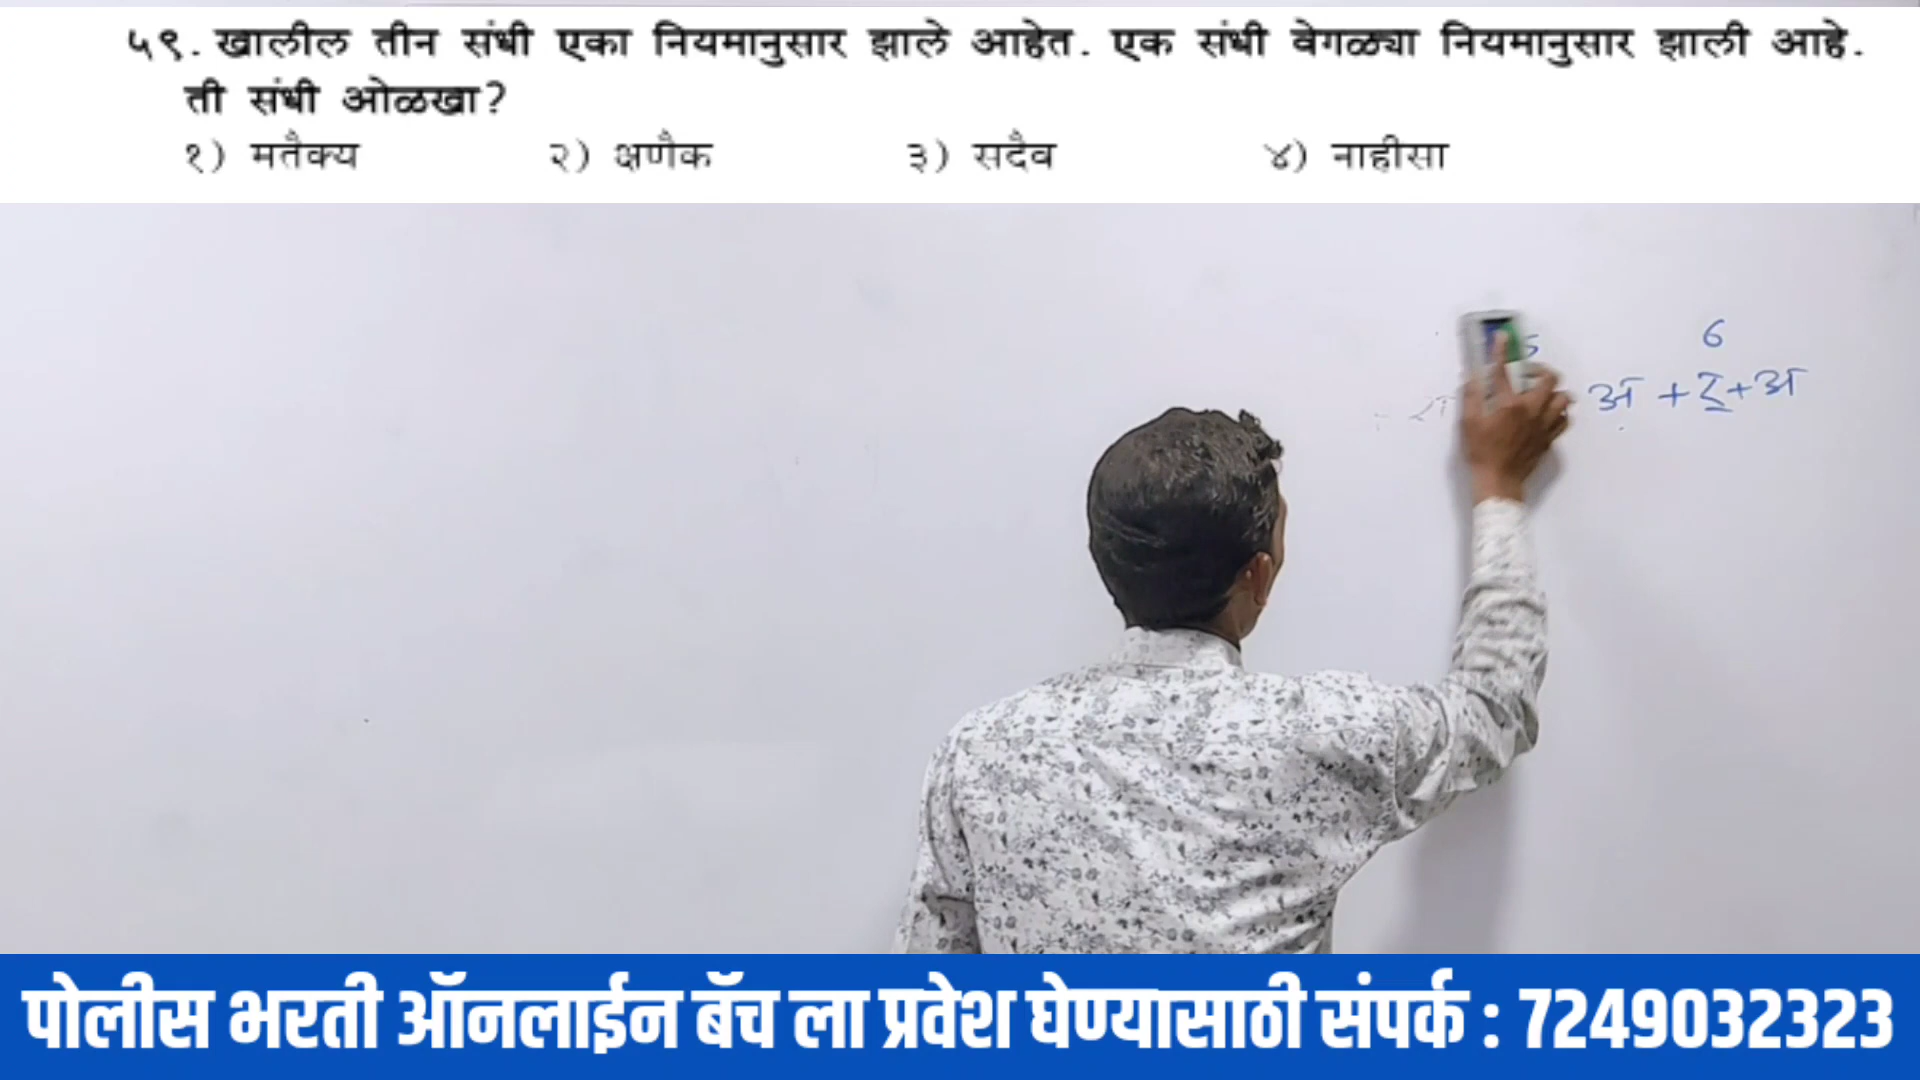 ५९. खालील तीन संधी एका नियमानुसार झाले आहेत. एक संधी वेगळ्या नियमानुसार झाली आहे.
ती संधी ओळखा?
१) मतैक्य २) क्षणैक ३) सदैव ४) नाहीसा
5 6
अ + द + अ
पोलीस भरती ऑनलाईन बॅच ला प्रवेश घेण्यासाठी संपर्क : 7249032323